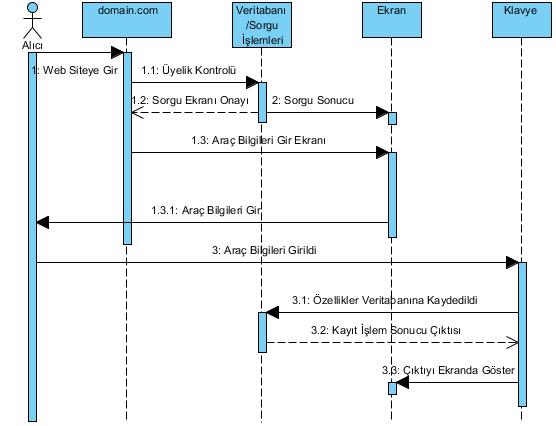 domain.com
Veritabanı
/Sorgu
İşlemleri
Ekran
Klavye
Alıcı
1: Web Siteye Gir
1.1: Üyelik Kontrolü
1.2: Sorgu Ekranı Onayı
2: Sorgu Sonucu
1.3: Araç Bilgileri Gir Ekranı
1.3.1: Araç Bilgileri Gir
3: Araç Bilgileri Girildi
3.1: Özellikler Veritabanına Kaydedildi
3.2: Kayıt İşlem Sonucu Çıktısı
3.3: Çıktıyı Ekranda Göster